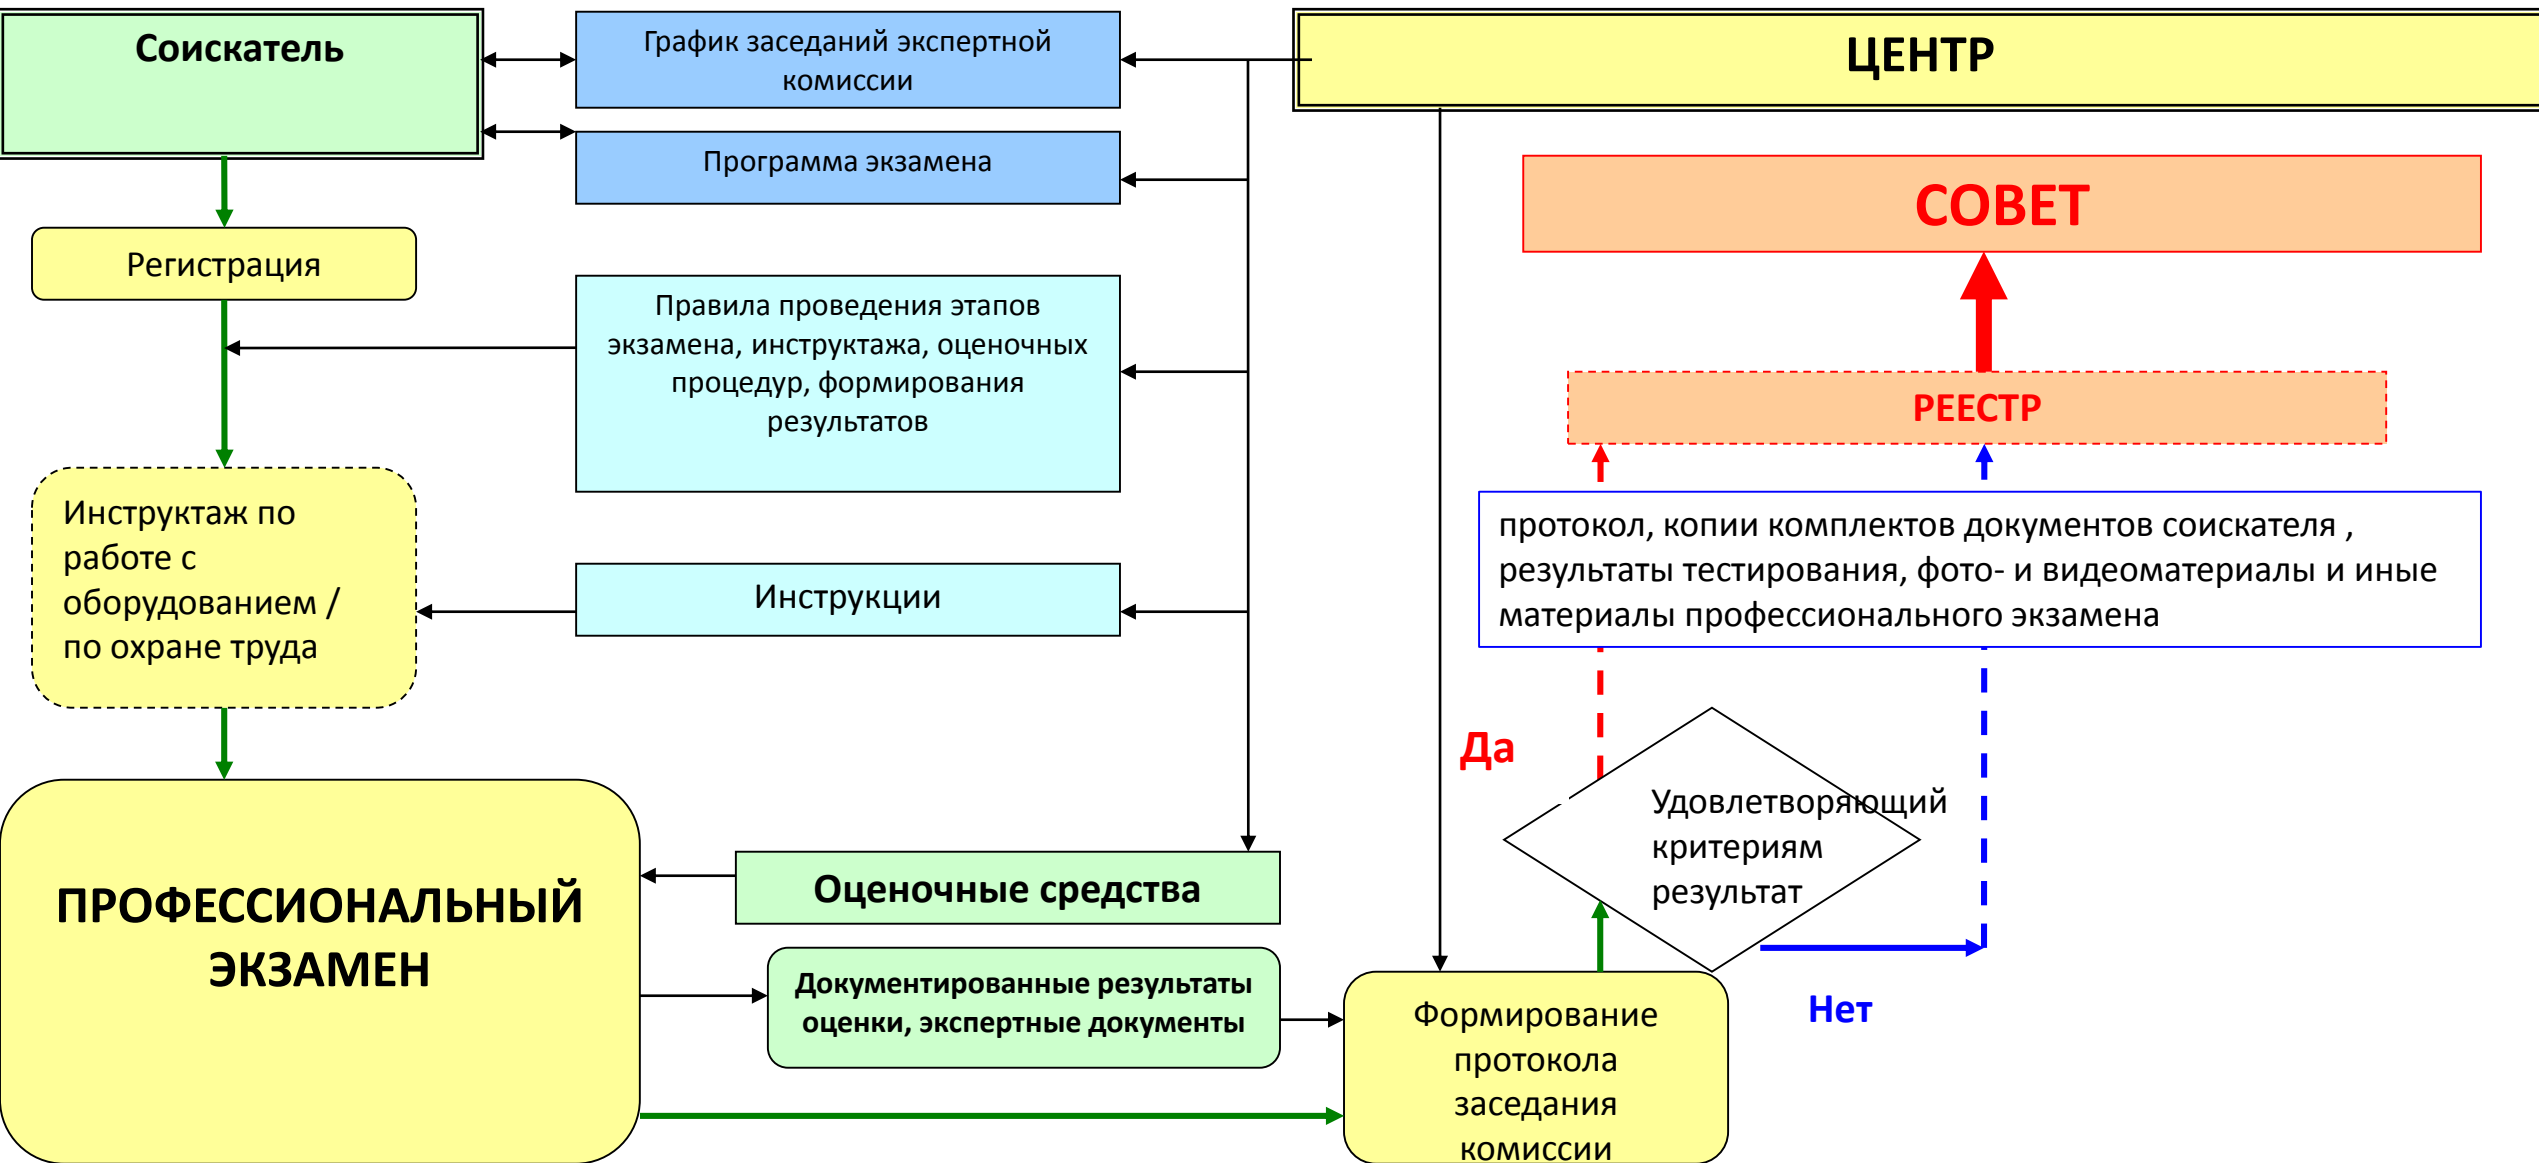 Соискатель
График заседаний экспертной
комиссии
ЦЕНТР
Программа экзамена
СОВЕТ
Регистрация
Правила проведения этапов
экзамена, инструктажа, оценочных
процедур, формирования
результатов
РЕЕСТР
Инструктаж по
работе с
оборудованием /
по охране труда
протокол, копии комплектов документов соискателя ,
результаты тестирования, фото- и видеоматериалы и иные
материалы профессионального экзамена
Инструкции
Да
Удовлетворяющий
критериям
результат
ПРОФЕССИОНАЛЬНЫЙ
ЭКЗАМЕН
Оценочные средства
Документированные результаты
оценки, экспертные документы
Нет
Формирование
протокола
заседания
комиссии